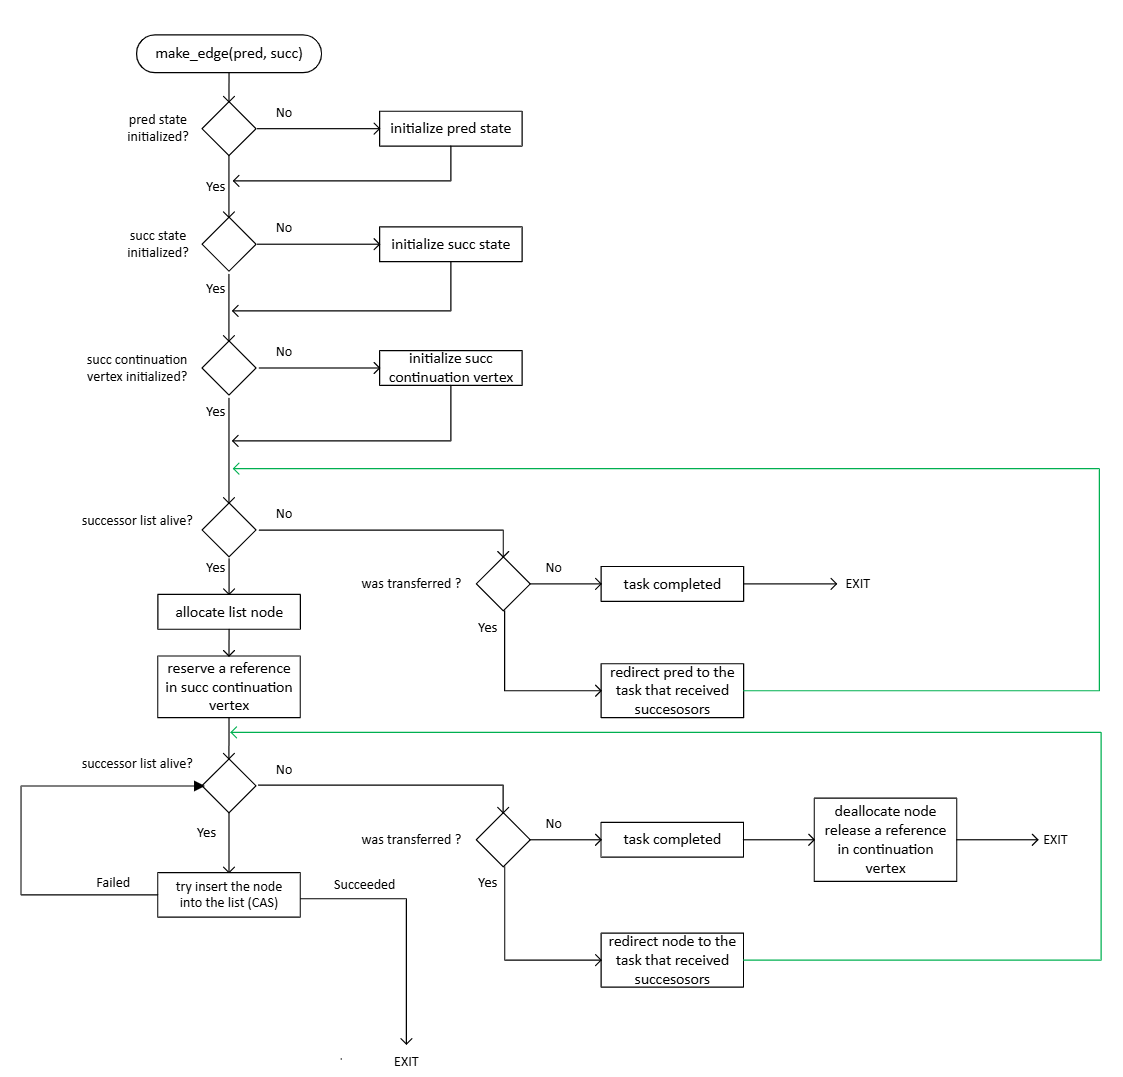 make_edge(pred, succ)
pred state
initialized?
No
initialize pred state
Yes
succ state
initialized?
No
initialize succ state
Yes
succ continuation
vertex initialized?
No
initialize succ
continuation vertex
Yes
successor list alive?
No
Yes
was transferred ?
No
task completed
EXIT
allocate list node
Yes
reserve a reference
in succ continuation
vertex
redirect pred to the
task that received
succesosors
successor list alive?
No
Yes
was transferred ?
No
task completed
deallocate node
release a reference
in continuation
vertex
EXIT
Failed
try insert the node
into the list (CAS)
Succeeded
Yes
redirect node to the
task that received
succesosors
EXIT